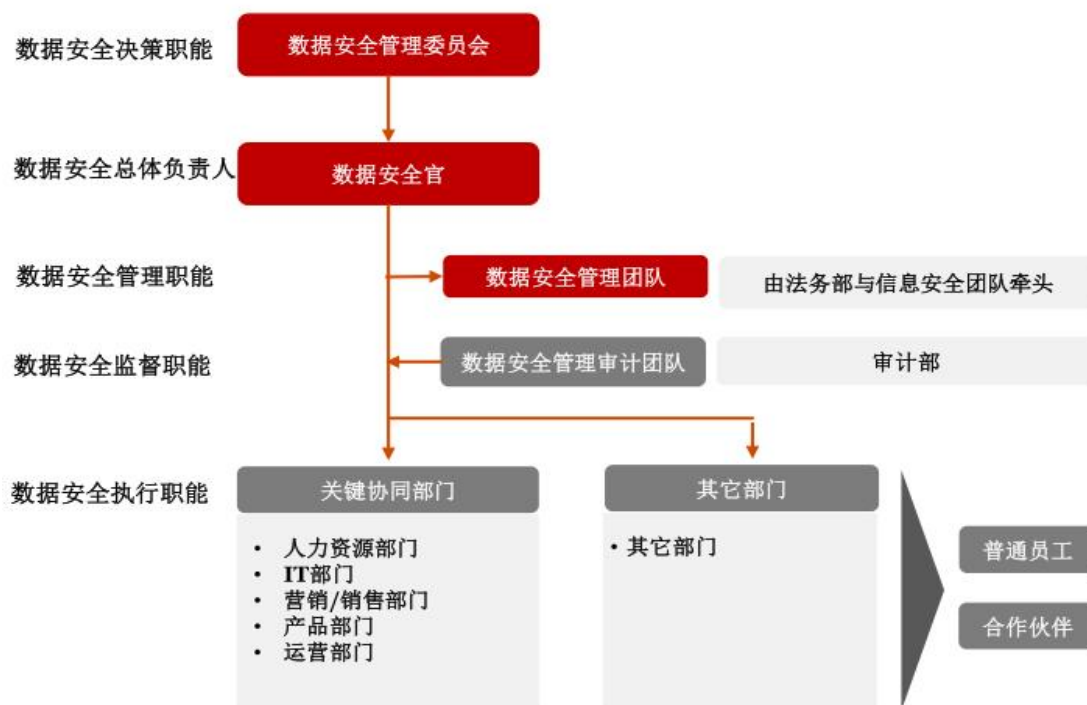 数据安全决策职能
数据安全管理委员会
数据安全总体负责人
数据安全官
数据安全管理职能
数据安全管理团队
由法务部与信息安全团队牵头
数据安全监督职能
数据安全管理审计团队
审计部
数据安全执行职能
关键协同部门
• 人力资源部门
• IT部门
• 营销/销售部门
• 产品部门
• 运营部门
其它部门
• 其它部门
普通员工
合作伙伴